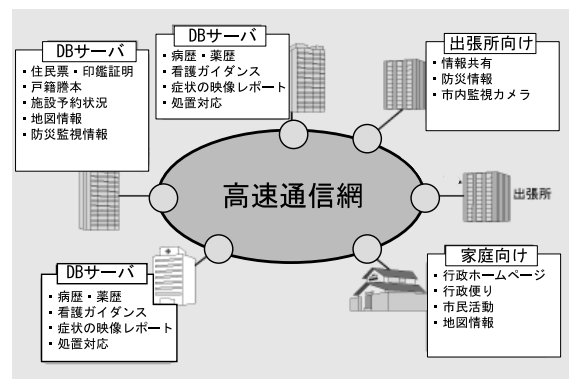 DBサーバ
・住民票・印鑑証明
・戸籍謄本
・施設予約状況
・地図情報
・防災監視情報
DBサーバ
・病歴・薬歴
・看護ガイダンス
・症状の映像レポート
・処置対応
出張所向け
・情報共有
・防災情報
・市内監視カメラ
高速通信網
出張所
DBサーバ
・病歴・薬歴
・看護ガイダンス
・症状の映像レポート
・処置対応
家庭向け
・行政ホームページ
・行政便り
・市民活動
・地図情報